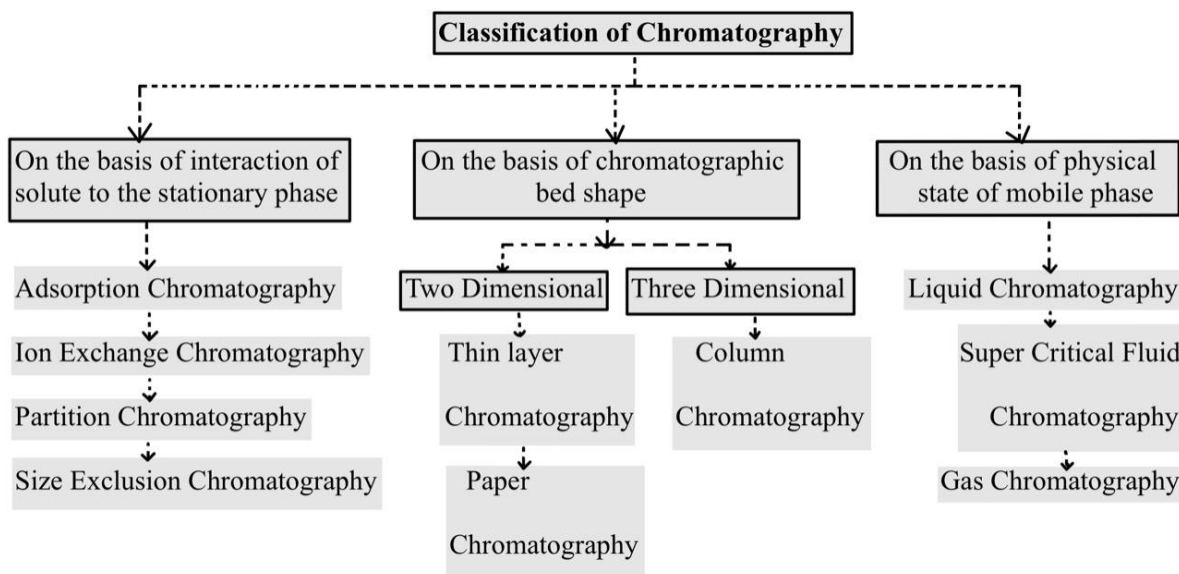 Classification of Chromatography
On the basis of interaction of
solute to the stationary phase
Adsorption Chromatography
Ion Exchange Chromatography
Partition Chromatography
Size Exclusion Chromatography
On the basis of chromatographic
bed shape
Two Dimensional
Thin layer
Chromatography
Paper
Chromatography
Three Dimensional
Column
Chromatography
On the basis of physical
state of mobile phase
Liquid Chromatography
Super Critical Fluid
Chromatography
Gas Chromatography